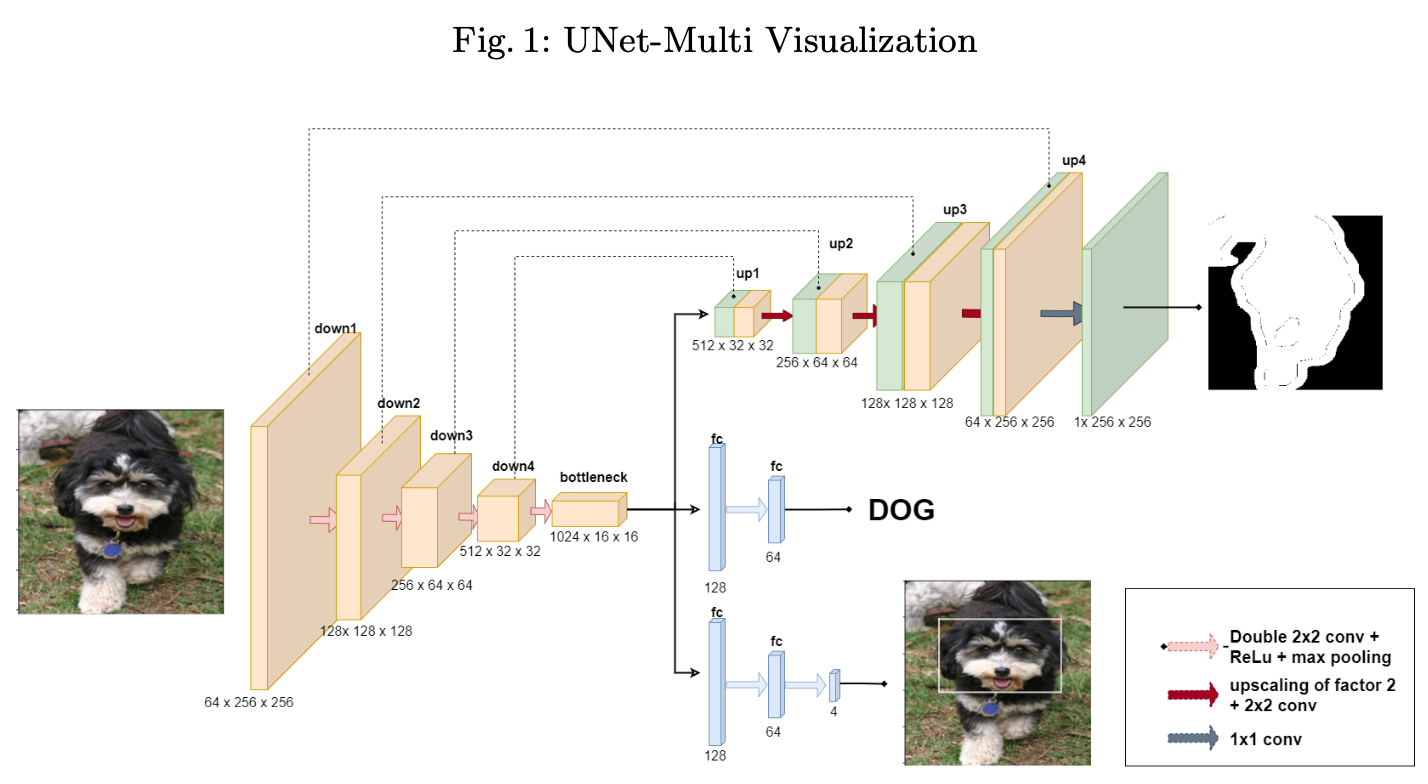 Fig. 1: UNet-Multi Visualization
up4
up3
up2
up1
down1
512 x 32 x 32
256 x 64 x 64
128x 128 x 128
64 x 256 x 256
1x 256 x 256
down2
down3
down4
bottleneck
fc
fc
DOG
1024 x 16 x 16
512 x 32 x 32
256 x 64 x 64
128x 128 x 128
64 x 256 x 256
64
128
fc
fc
4
64
128
Double 2x2 conv +
ReLu + max pooling
upscaling of factor 2
+ 2x2 conv
1x1 conv